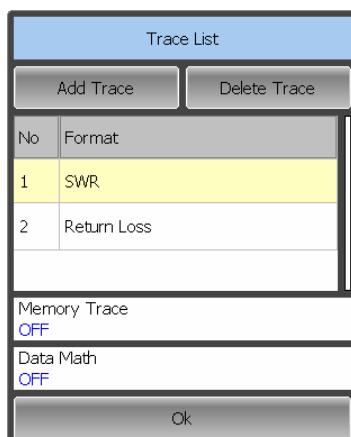 Trace List
Add Trace Delete Trace
No Format
1 SWR
2 Return Loss
Memory Trace
OFF
Data Math
OFF
Ok